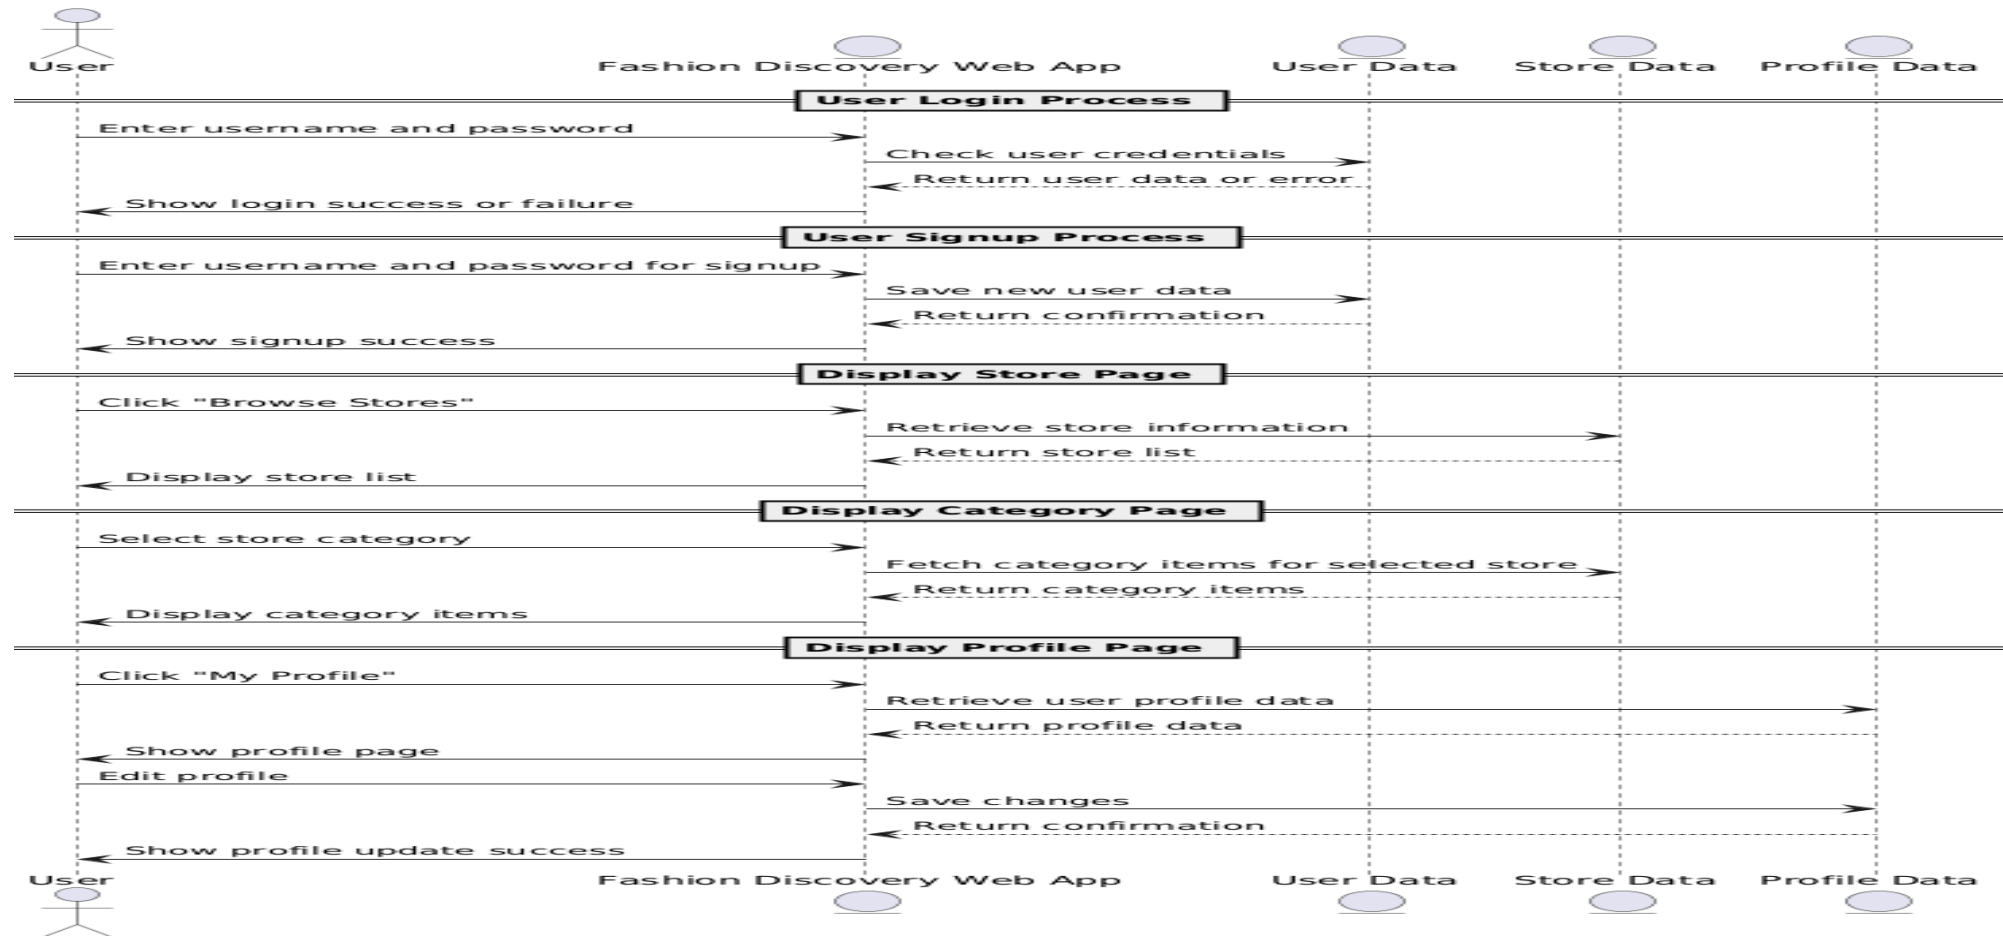 User Fashion Discovery Web App User Data Store Data Profile Data
User Login Process
Enter username and password
Check user credentials
Return user data or error
Show login success or failure
User Signup Process
Enter username and password for signup
Save new user data
Return confirmation
Show signup success
Display Store Page
Click "Browse Stores"
Retrieve store information
Return store list
Display store list
Display Category Page
Select store category
Fetch category items for selected store
Return category items
Display category items
Display Profile Page
Click "My Profile"
Retrieve user profile data
Return profile data
Show profile page
Edit profile
Save changes
Return confirmation
Show profile update success
User Fashion Discovery Web App User Data Store Data Profile Data